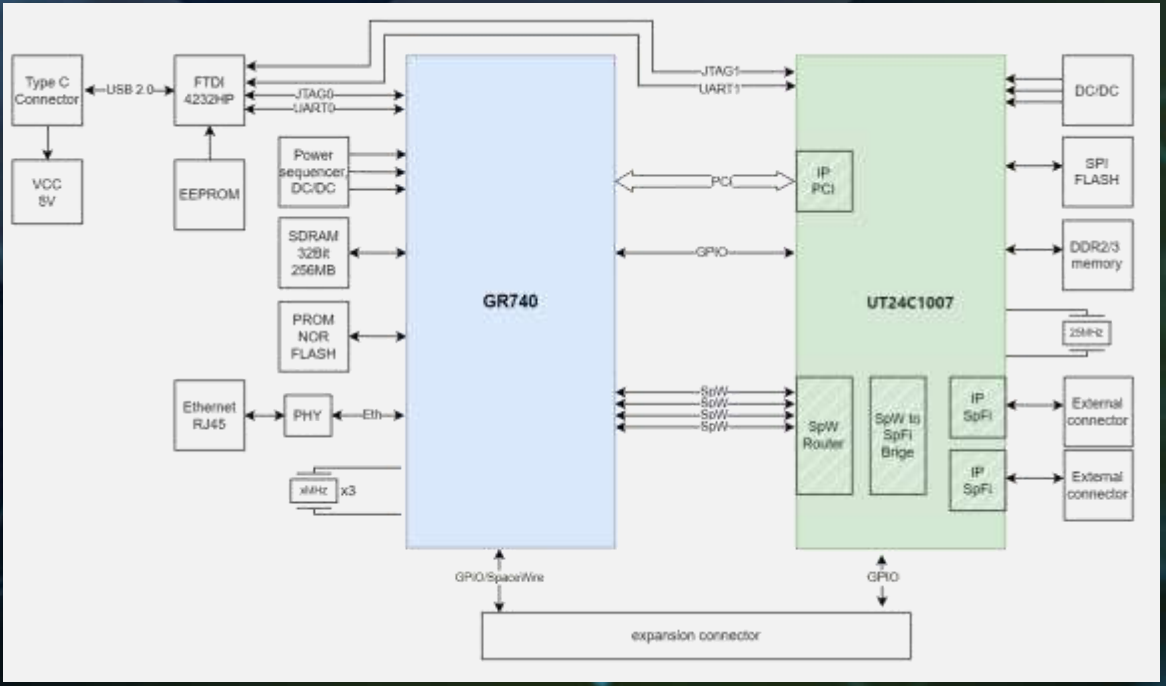 Type C
Connector
USB 2.0
FTDI
4232HP
JTAG0
UART0
JTAG1
UART1
DC/DC
VCC
5V
EEPROM
Power
sequencer,
DC/DC
IP
PCI
PCI
SPI
FLASH
SDRAM
32Bit
256MB
GPIO
DDR2/3
memory
GR740
UT24C1007
PROM
NOR
FLASH
25MHz
Ethernet
RJ45
PHY
Eth
SpW
SpW
SpW
SpW
SpW
Router
SpW to
SpFi
Brige
IP
SpFi
External
connector
IP
SpFi
External
connector
xMHz
x3
GPIO/SpaceWire
GPIO
expansion connector